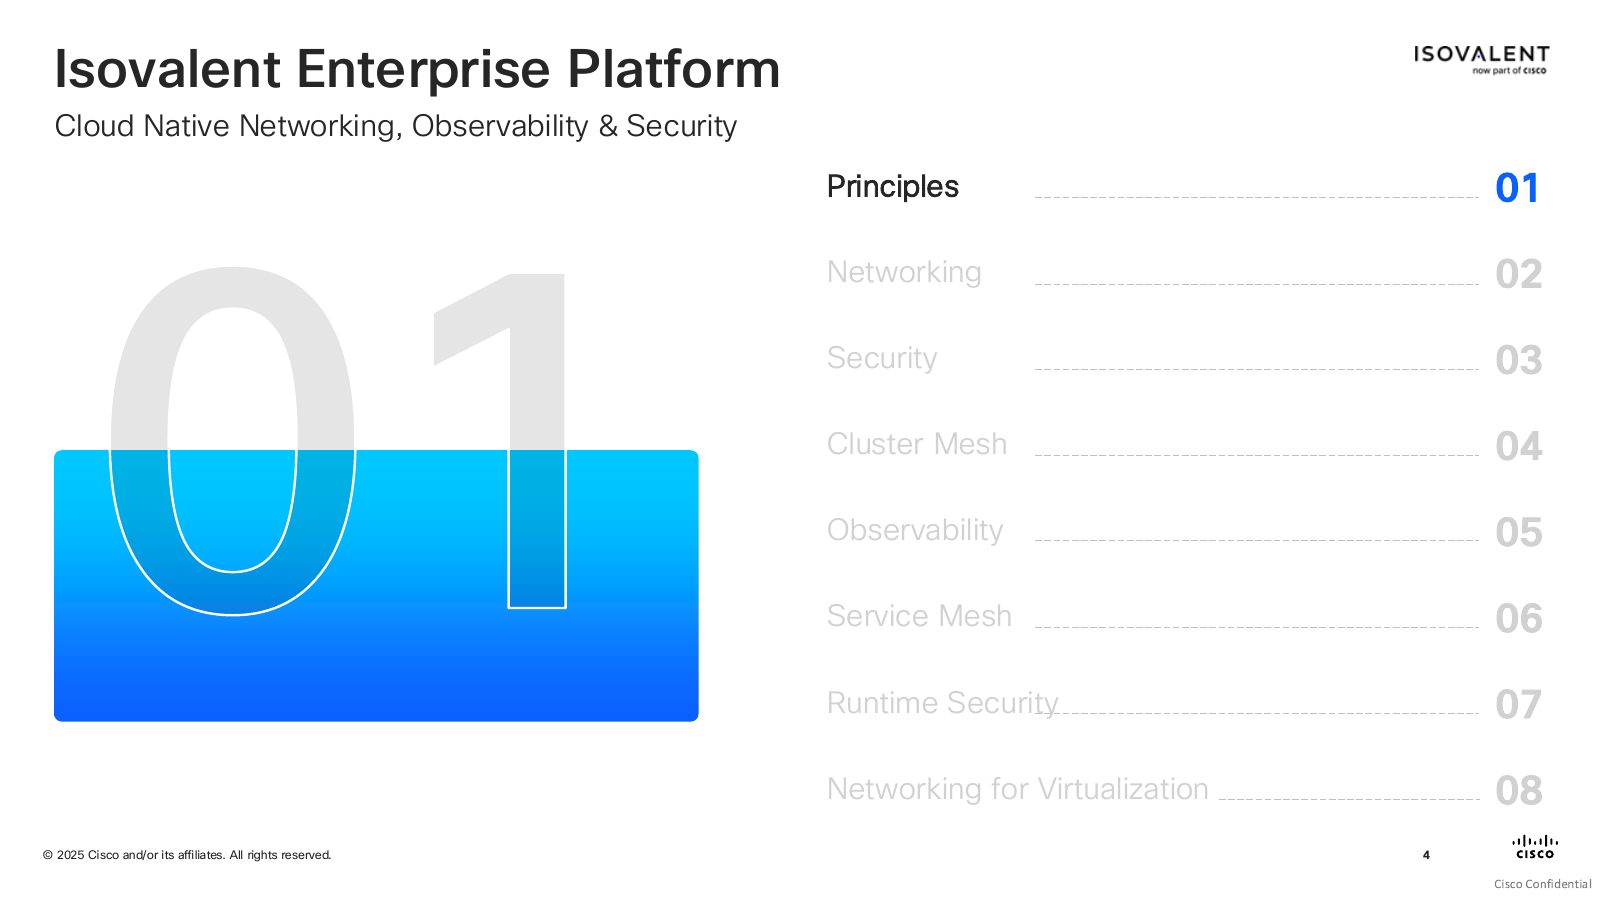 Isovalent Enterprise Platform
Cloud Native Networking, Observability & Security
ISOVALENT
now part of CISCO
01
Principles 01
Networking 02
Security 03
Cluster Mesh 04
Observability 05
Service Mesh 06
Runtime Security 07
Networking for Virtualization 08
© 2025 Cisco and/or its affiliates. All rights reserved.
4
CISCO
Cisco Confidential